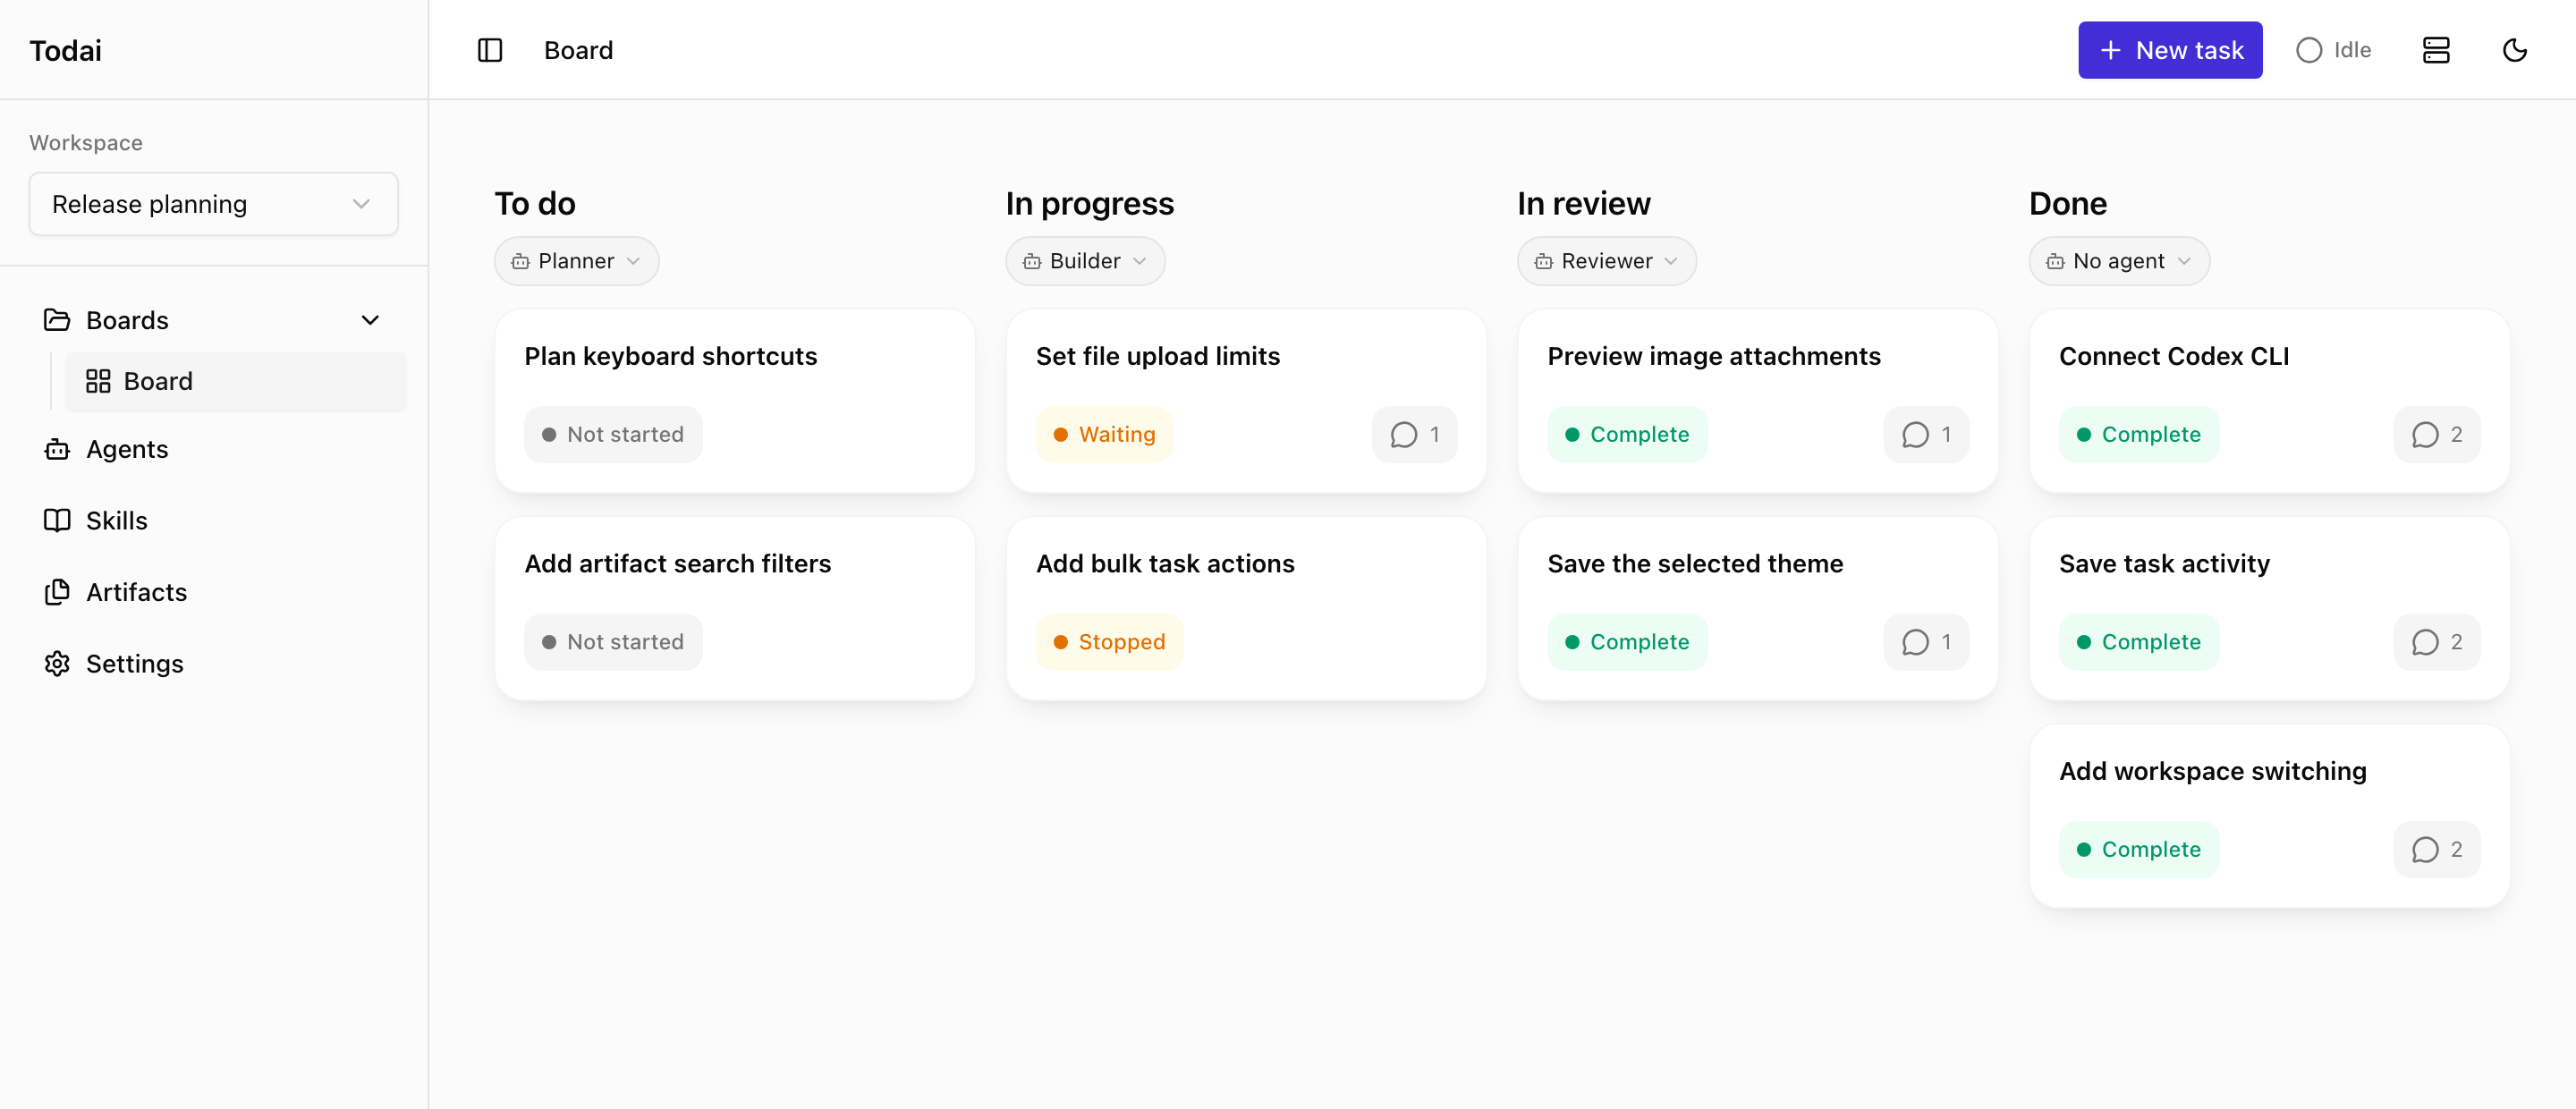 Todai
Board
New task
Idle
Workspace
Release planning
Boards
Board
Agents
Skills
Artifacts
Settings
To do
Planner
Plan keyboard shortcuts
Not started
Add artifact search filters
Not started
In progress
Builder
Set file upload limits
Waiting 1
Add bulk task actions
Stopped
In review
Reviewer
Preview image attachments
Complete 1
Save the selected theme
Complete 1
Done
No agent
Connect Codex CLI
Complete 2
Save task activity
Complete 2
Add workspace switching
Complete 2